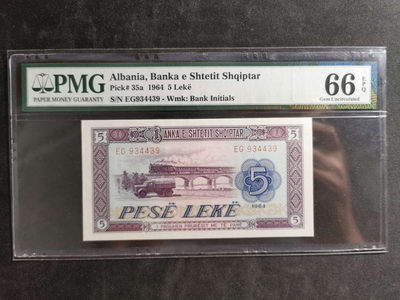 PMG
PAPER MONEY GUARANTY
Albania, Banka e Shtetit Shqiptar
Pick# 35a 1964 5 Lekë
S/N EG934439 - Wmk: Bank Initials
66 EPQ
Gem Uncirculated
5 BANKA E SHTETIT SHQIPTAR 5
EG 934439 EG 934439
5
1964
PESË LEKË